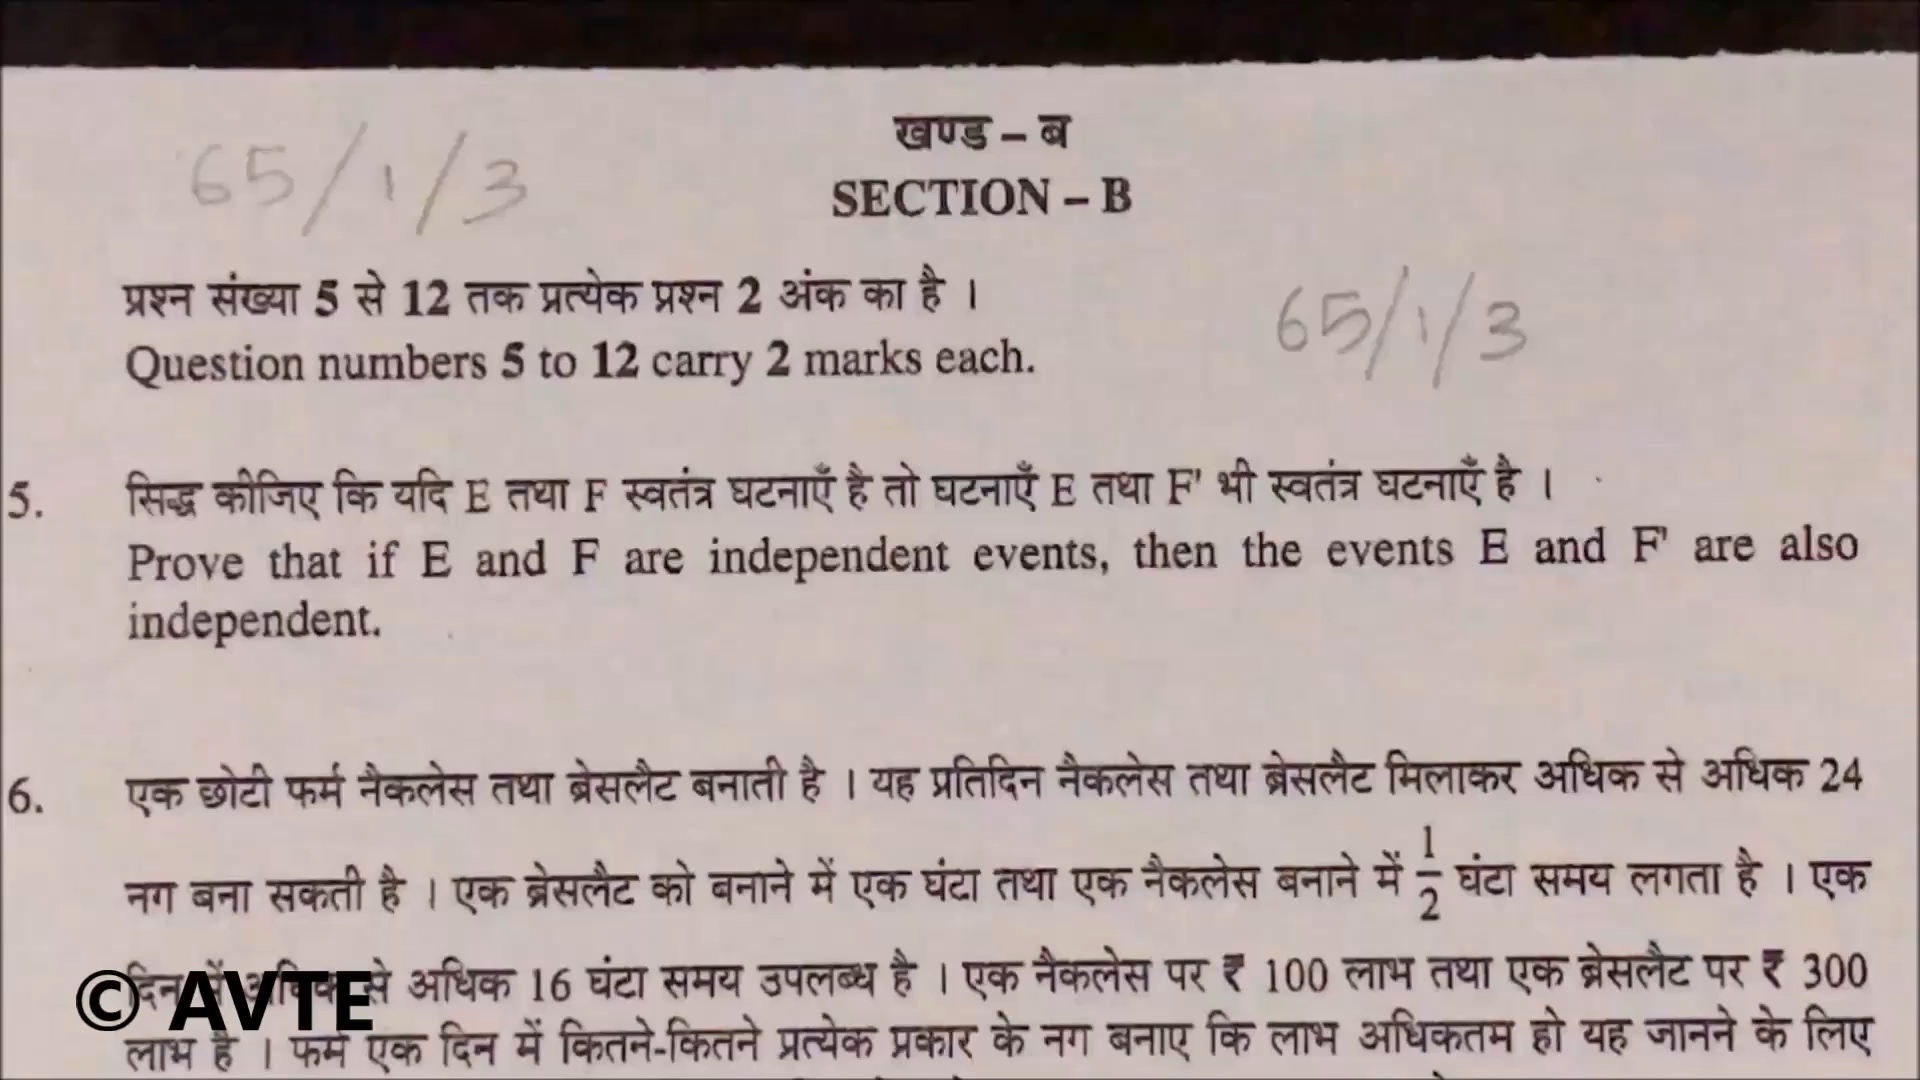 खण्ड – ब
65/1/3
SECTION – B
प्रश्न संख्या 5 से 12 तक प्रत्येक प्रश्न 2 अंक का है ।
65/1/3
Question numbers 5 to 12 carry 2 marks each.
5. सिद्ध कीजिए कि यदि E तथा F स्वतंत्र घटनाएँ है तो घटनाएँ E तथा F' भी स्वतंत्र घटनाएँ है ।
Prove that if E and F are independent events, then the events E and F' are also
independent.
6. एक छोटी फर्म नैकलेस तथा ब्रेसलैट बनाती है । यह प्रतिदिन नैकलेस तथा ब्रेसलैट मिलाकर अधिक से अधिक 24
नग बना सकती है । एक ब्रेसलैट को बनाने में एक घंटा तथा एक नैकलेस बनाने में 1/2 घंटा समय लगता है । एक
दिन में अधिक से अधिक 16 घंटा समय उपलब्ध है । एक नैकलेस पर ₹ 100 लाभ तथा एक ब्रेसलैट पर ₹ 300
© AVTE
लाभ है । फर्म एक दिन में कितने-कितने प्रत्येक प्रकार के नग बनाए कि लाभ अधिकतम हो यह जानने के लिए